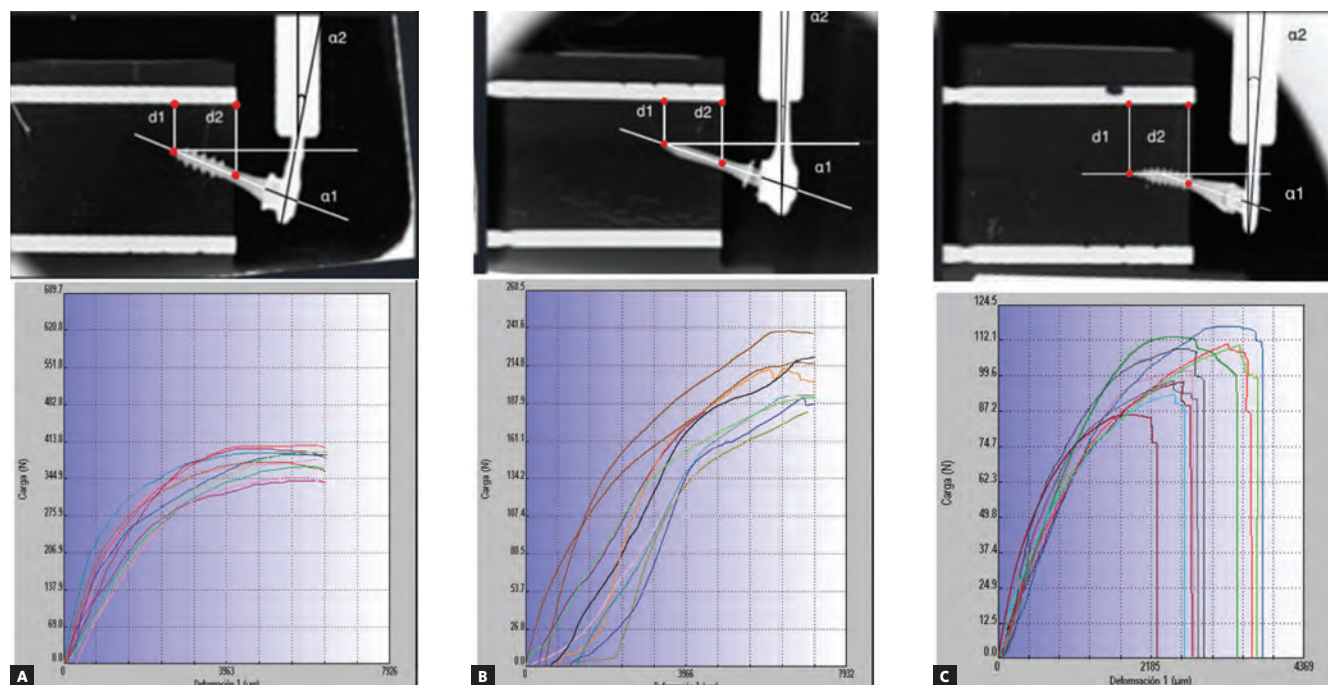 α2
d1
d2
α1
689.7
620.8
551.8
482.8
413.8
344.9
275.9
206.9
137.9
69.0
0.0
Carga (N)
0
3963
7926
Deformación 1 (µm)
A
α2
d1
d2
α1
268.5
241.6
214.8
187.9
161.1
134.2
107.4
80.5
53.7
26.8
0.0
Carga (N)
0
3966
7932
Deformación 1
B
α2
d1
d2
α1
124.5
112.1
99.6
87.2
74.7
62.3
49.8
37.4
24.9
12.5
0.0
Carga (N)
0
2185
4369
Deformación 1 (µm)
C